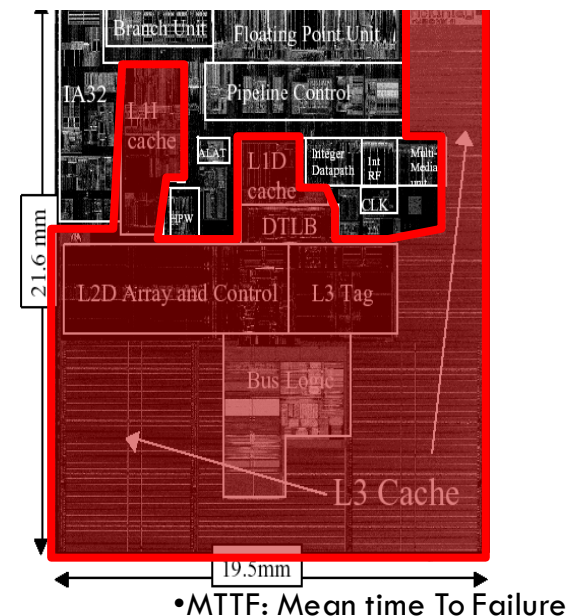 Branch Unit
Floating Point Unit
IA32
Pipeline Control
L1I
cache
ALAT
L1D
cache
Integer
Datapath
Int
RF
Multi-
Media
unit
HPW
CLK
DTLB
21.6 mm
L2D Array and Control
L3 Tag
Bus Logic
L3 Cache
19.5mm
•MTTF: Mean time To Failure